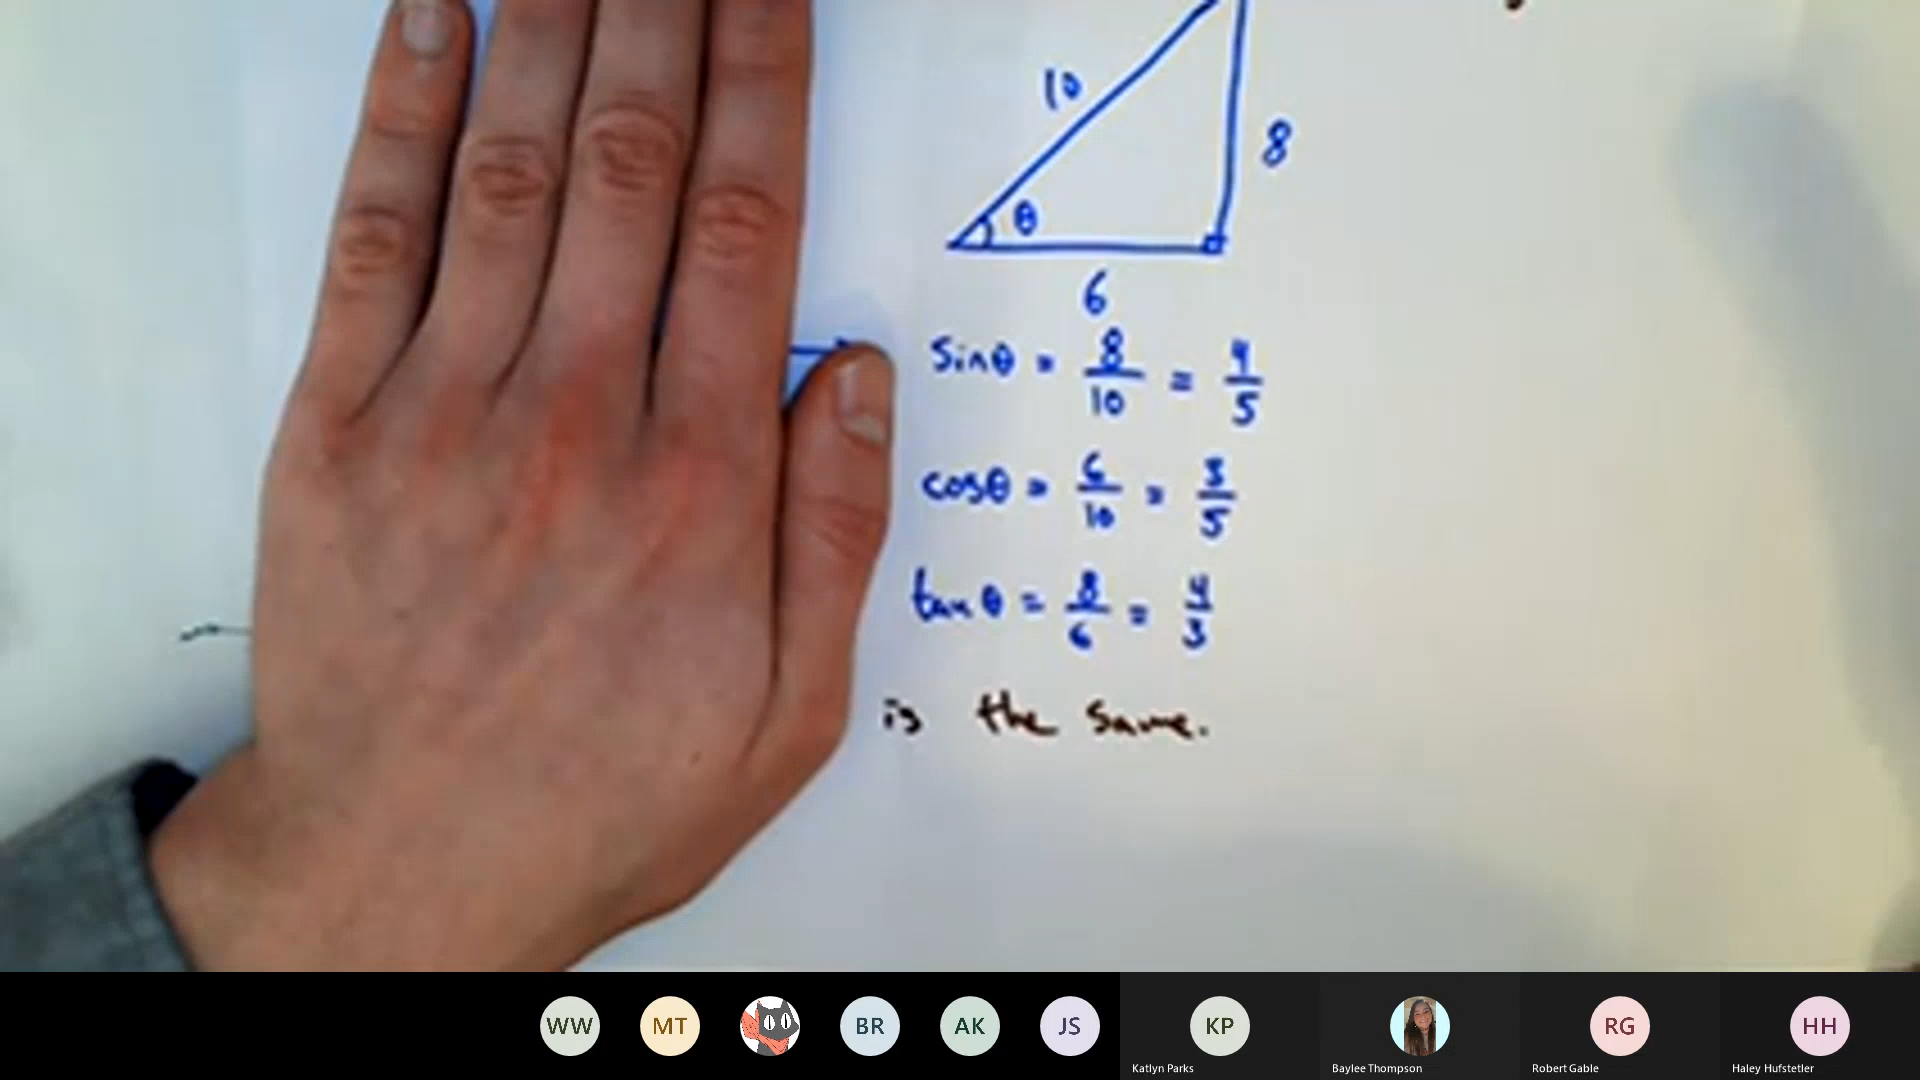 10
8
θ
6
sinθ = 8/10 = 4/5
cosθ = 6/10 = 3/5
tanθ = 8/6 = 4/3
is the same.
WW MT BR AK JS KP RG HH
Katlyn Parks Baylee Thompson Robert Gable Haley Hufstetler